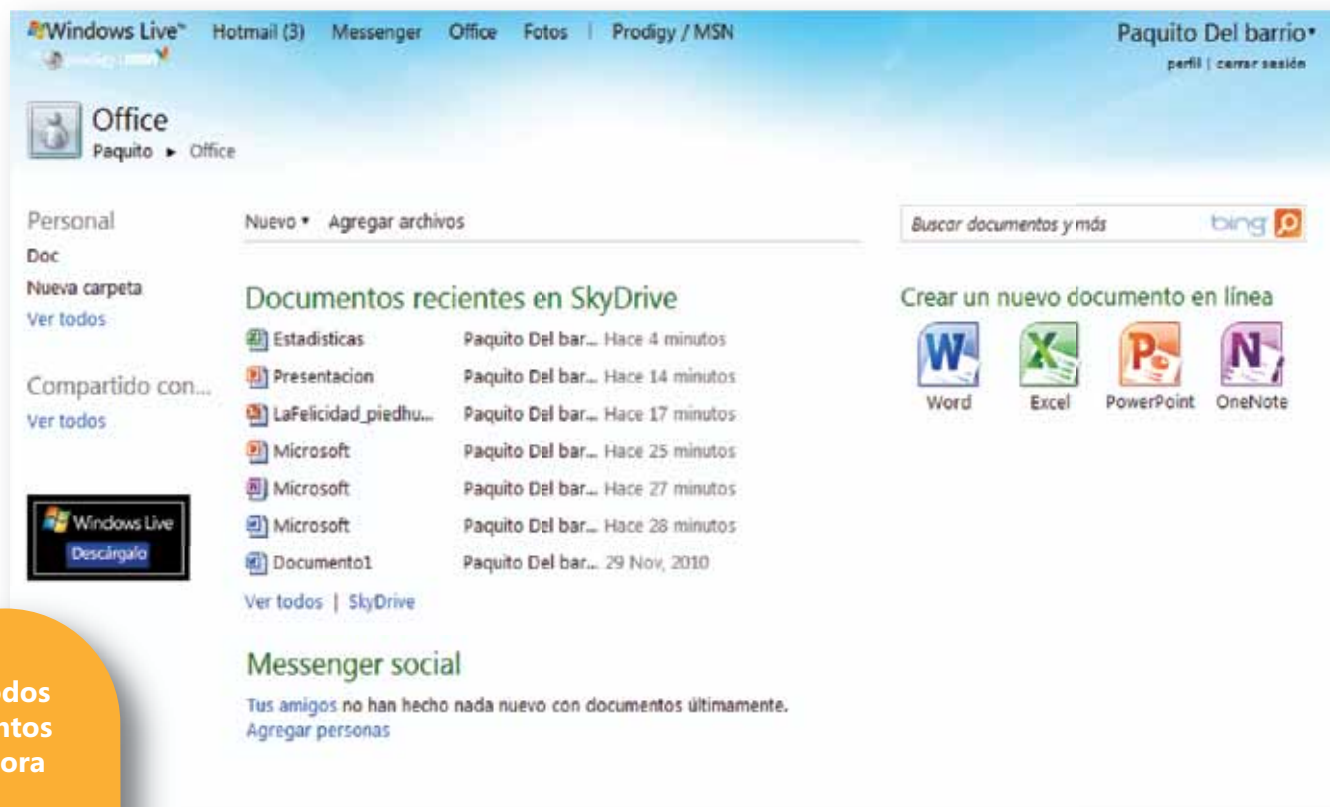 Windows Live™ Hotmail (3) Messenger Office Fotos | Prodigy / MSN
Paquito Del barrio
perfil | cerrar sesión
Office
Paquito ▸ Office
Personal
Doc
Nueva carpeta
Ver todos
Compartido con...
Ver todos
Windows Live
Descárgalo
Nuevo Agregar archivos
Documentos recientes en SkyDrive
Estadisticas Paquito Del bar... Hace 4 minutos
Presentacion Paquito Del bar... Hace 14 minutos
LaFelicidad_piedhu... Paquito Del bar... Hace 17 minutos
Microsoft Paquito Del bar... Hace 25 minutos
Microsoft Paquito Del bar... Hace 27 minutos
Microsoft Paquito Del bar... Hace 28 minutos
Documento1 Paquito Del bar... 29 Nov, 2010
Ver todos | SkyDrive
Messenger social
Tus amigos no han hecho nada nuevo con documentos últimamente.
Agregar personas
Buscar documentos y más bing
Crear un nuevo documento en línea
Word Excel PowerPoint OneNote
dos
ntos
ora